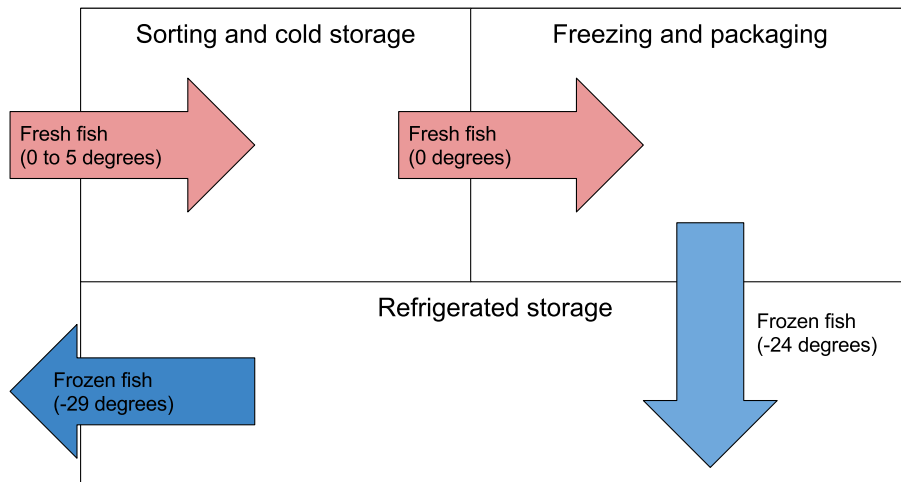 Sorting and cold storage
Freezing and packaging
Fresh fish
(0 to 5 degrees)
Fresh fish
(0 degrees)
Refrigerated storage
Frozen fish
(-24 degrees)
Frozen fish
(-29 degrees)